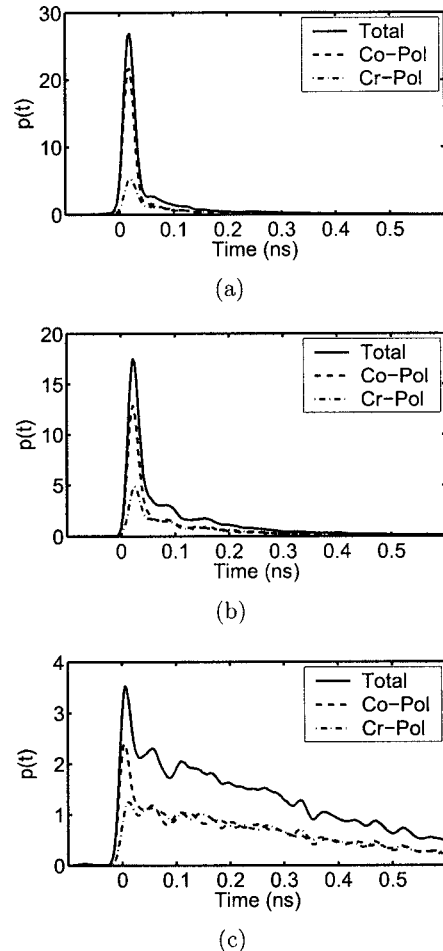 30
20
10
0
p(t)
Total
Co-Pol
Cr-Pol
0 0.1 0.2 0.3 0.4 0.5
Time (ns)
(a)
20
15
10
5
0
p(t)
Total
Co-Pol
Cr-Pol
0 0.1 0.2 0.3 0.4 0.5
Time (ns)
(b)
4
3
2
1
0
p(t)
Total
Co-Pol
Cr-Pol
0 0.1 0.2 0.3 0.4 0.5
Time (ns)
(c)